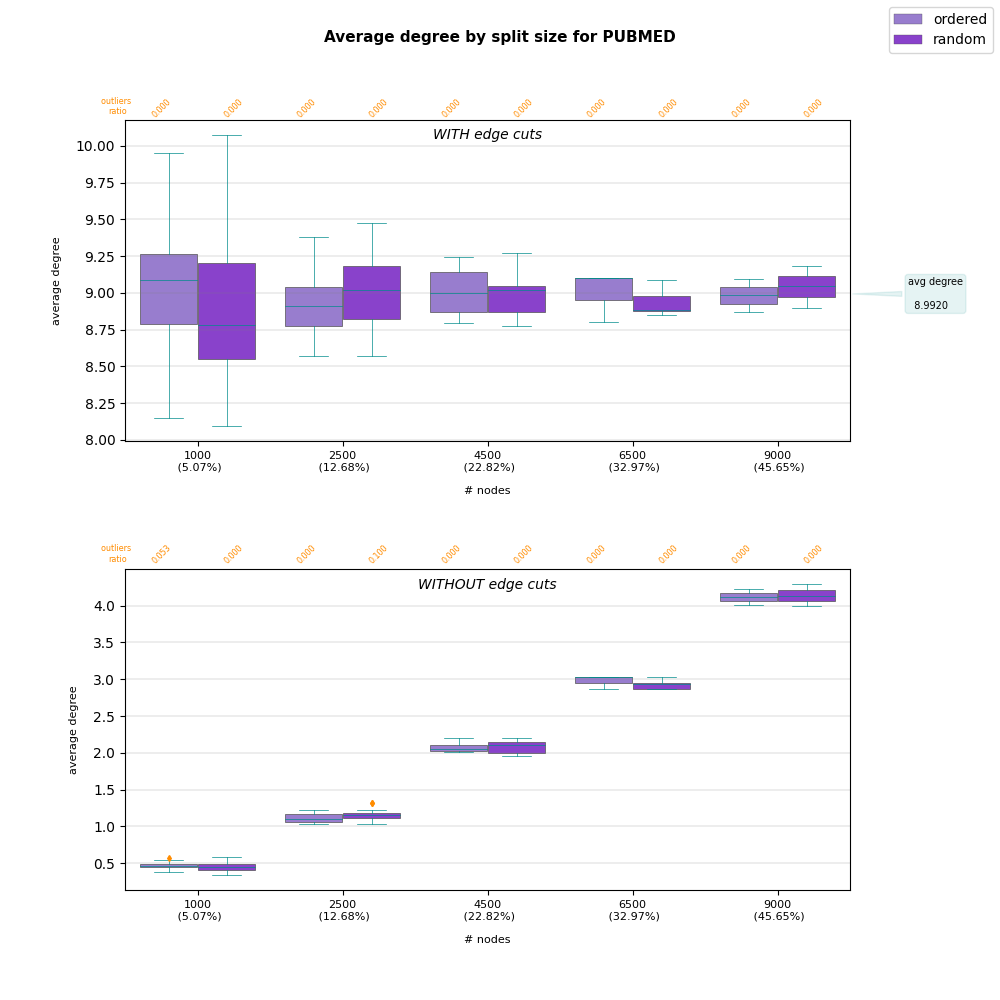 Average degree by split size for PUBMED
ordered
random
outliers
ratio
0.000 0.000 0.000 0.000 0.000 0.000 0.000 0.000 0.000 0.000
WITH edge cuts
10.00
9.75
9.50
9.25
9.00
8.75
8.50
8.25
8.00
average degree
avg degree
8.9920
1000 2500 4500 6500 9000
(5.07%) (12.68%) (22.82%) (32.97%) (45.65%)
# nodes
outliers
ratio
0.053 0.000 0.000 0.100 0.000 0.000 0.000 0.000 0.000 0.000
WITHOUT edge cuts
4.0
3.5
3.0
2.5
2.0
1.5
1.0
0.5
average degree
1000 2500 4500 6500 9000
(5.07%) (12.68%) (22.82%) (32.97%) (45.65%)
# nodes